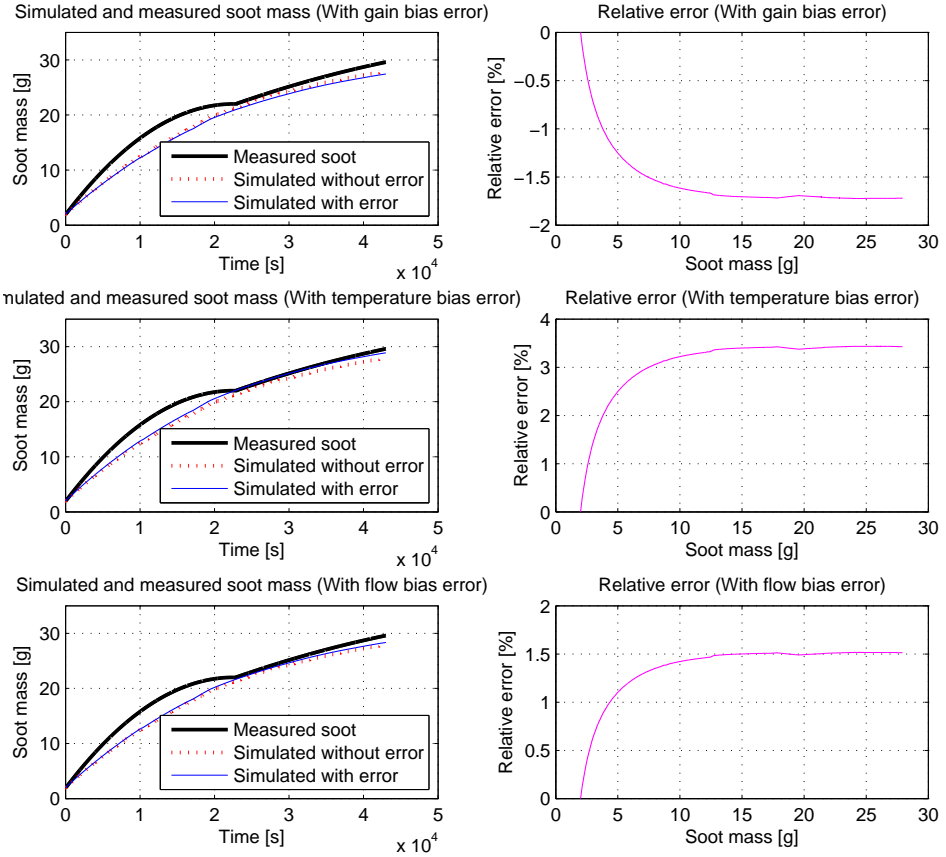 Simulated and measured soot mass (With gain bias error)
Soot mass [g]
30
20
10
0
Measured soot
Simulated without error
Simulated with error
0 1 2 3 4 5
Time [s]
x 10^4
Relative error (With gain bias error)
Relative error [%]
0
−0.5
−1
−1.5
−2
0 5 10 15 20 25 30
Soot mass [g]
mulated and measured soot mass (With temperature bias error)
Soot mass [g]
30
20
10
0
Measured soot
Simulated without error
Simulated with error
0 1 2 3 4 5
Time [s]
x 10^4
Relative error (With temperature bias error)
Relative error [%]
4
3
2
1
0
0 5 10 15 20 25 30
Soot mass [g]
Simulated and measured soot mass (With flow bias error)
Soot mass [g]
30
20
10
0
Measured soot
Simulated without error
Simulated with error
0 1 2 3 4 5
Time [s]
x 10^4
Relative error (With flow bias error)
Relative error [%]
2
1.5
1
0.5
0
0 5 10 15 20 25 30
Soot mass [g]